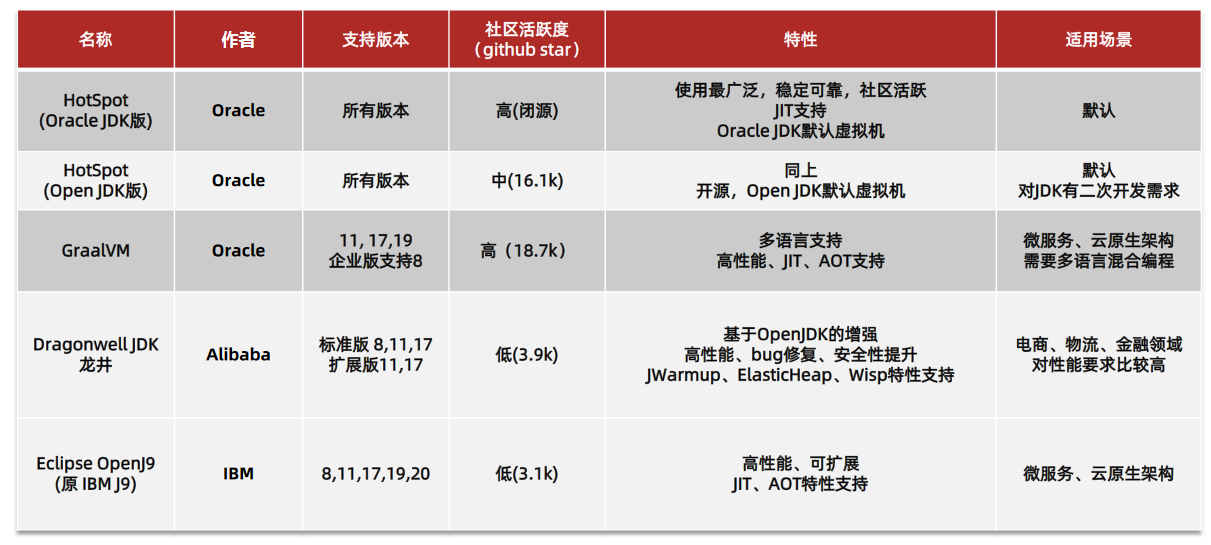 名称
作者
支持版本
社区活跃度
（github star）
特性
适用场景
HotSpot
(Oracle JDK版)
Oracle
所有版本
高(闭源)
使用最广泛，稳定可靠，社区活跃
JIT支持
Oracle JDK默认虚拟机
默认
HotSpot
(Open JDK版)
Oracle
所有版本
中(16.1k)
同上
开源，Open JDK默认虚拟机
默认
对JDK有二次开发需求
GraalVM
Oracle
11, 17,19
企业版支持8
高（18.7k）
多语言支持
高性能、JIT、AOT支持
微服务、云原生架构
需要多语言混合编程
Dragonwell JDK
龙井
Alibaba
标准版 8,11,17
扩展版11,17
低(3.9k)
基于OpenJDK的增强
高性能、bug修复、安全性提升
JWarmup、ElasticHeap、Wisp特性支持
电商、物流、金融领域
对性能要求比较高
Eclipse OpenJ9
(原 IBM J9)
IBM
8,11,17,19,20
低(3.1k)
高性能、可扩展
JIT、AOT特性支持
微服务、云原生架构